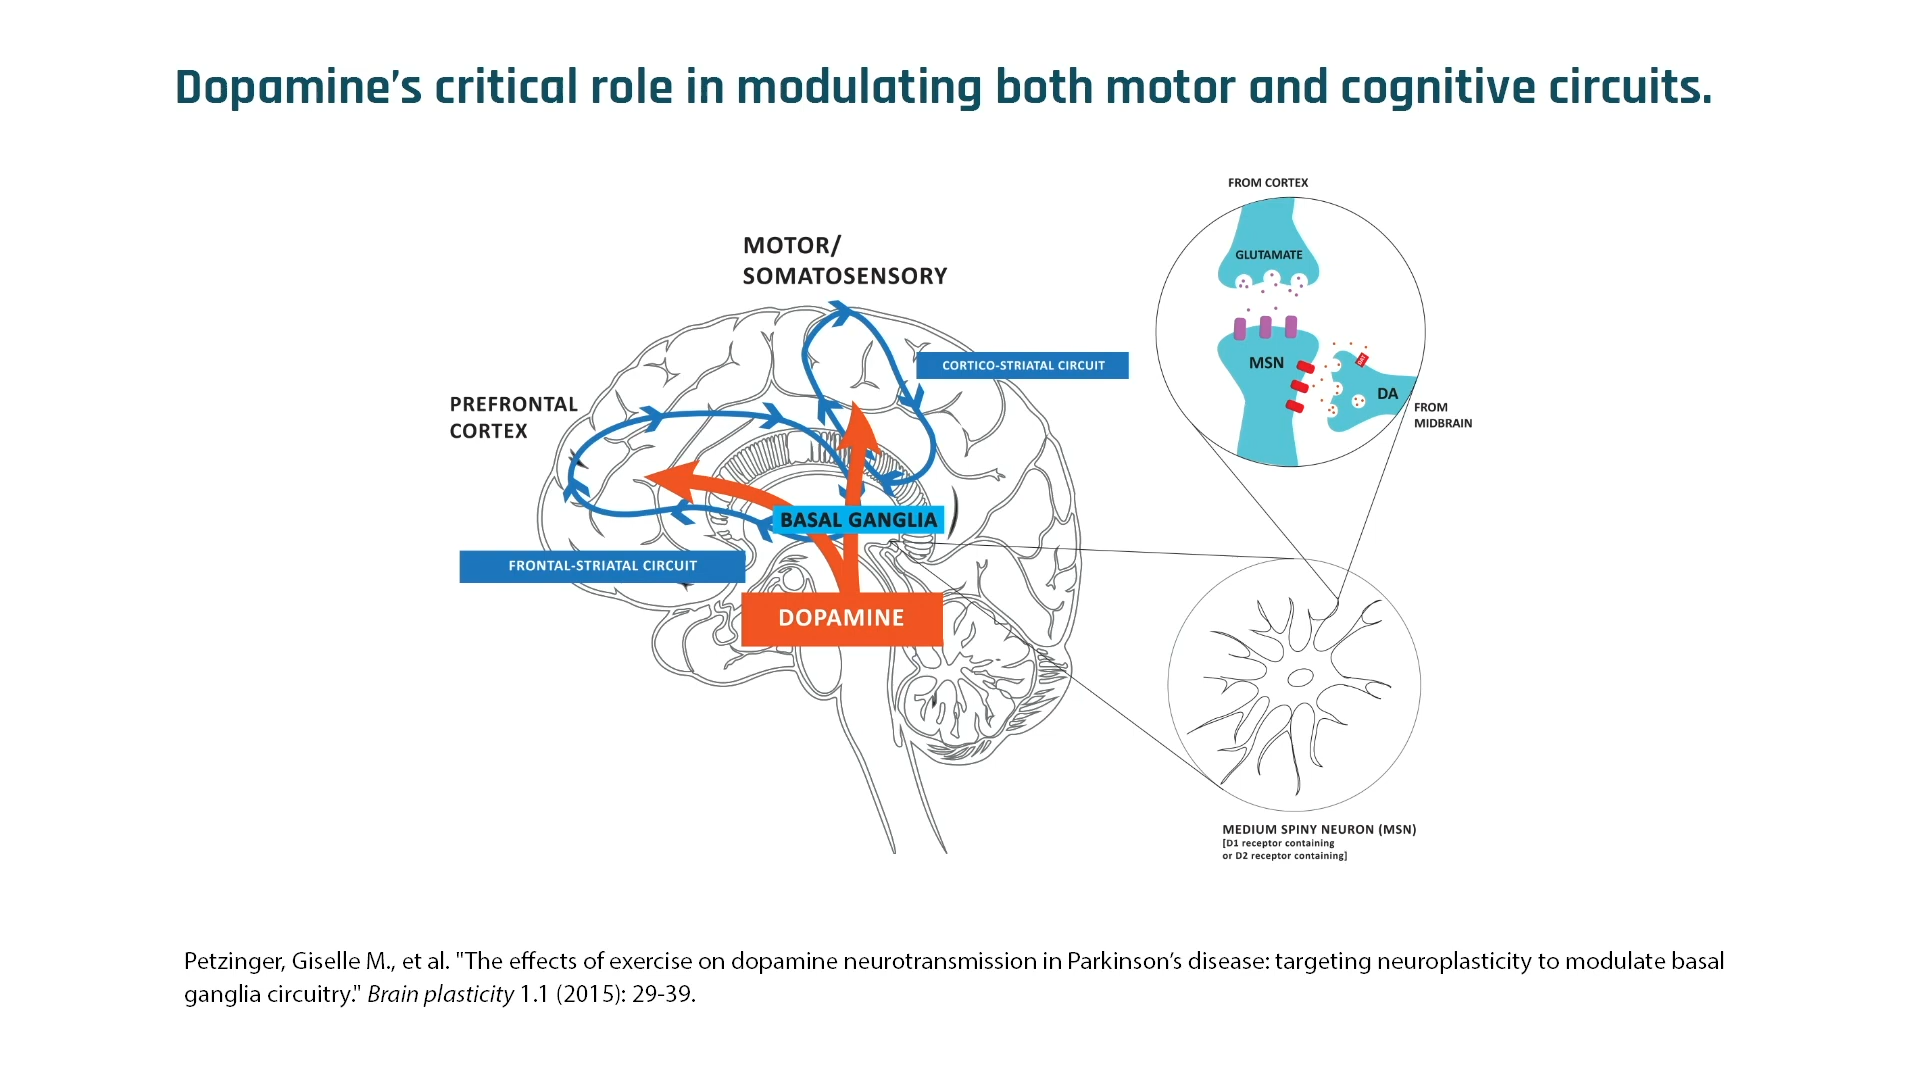 Dopamine's critical role in modulating both motor and cognitive circuits.
FROM CORTEX
GLUTAMATE
MSN
DA
FROM
MIDBRAIN
MOTOR/
SOMATOSENSORY
CORTICO-STRIATAL CIRCUIT
PREFRONTAL
CORTEX
BASAL GANGLIA
FRONTAL-STRIATAL CIRCUIT
DOPAMINE
MEDIUM SPINY NEURON (MSN)
[D1 receptor containing
or D2 receptor containing]
Petzinger, Giselle M., et al. "The effects of exercise on dopamine neurotransmission in Parkinson's disease: targeting neuroplasticity to modulate basal
ganglia circuitry." Brain plasticity 1.1 (2015): 29-39.